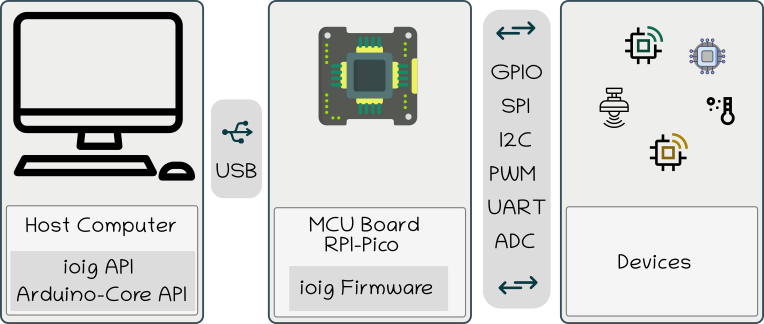 USB
Host Computer
ioig API
Arduino-Core API
MCU Board
RPI-Pico
ioig Firmware
GPIO
SPI
I2C
PWM
UART
ADC
Devices